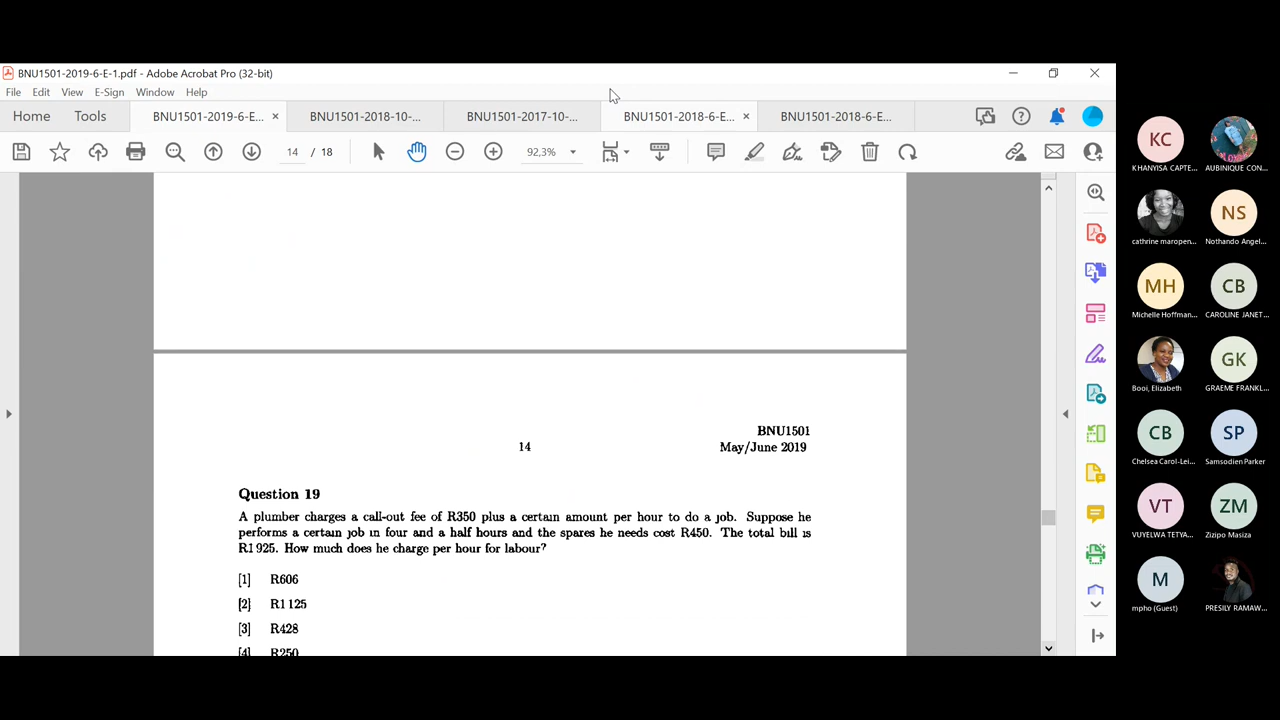 BNU1501-2019-6-E-1.pdf - Adobe Acrobat Pro (32-bit)
File Edit View E-Sign Window Help
Home Tools BNU1501-2019-6-E... × BNU1501-2018-10-... BNU1501-2017-10-... BNU1501-2018-6-E... × BNU1501-2018-6-E...
14 / 18 92,3%
BNU1501
14 May/June 2019
Question 19
A plumber charges a call-out fee of R350 plus a certain amount per hour to do a job. Suppose he
performs a certain job in four and a half hours and the spares he needs cost R450. The total bill is
R1 925. How much does he charge per hour for labour?
[1] R606
[2] R1 125
[3] R428
[4] R250
KC
KHANYISA CAPTE... AUBINIQUE CON...
NS
cathrine maropen... Nothando Angel...
MH CB
Michelle Hoffman... CAROLINE JANET...
GK
Booi, Elizabeth GRAEME FRANKL...
CB SP
Chelsea Carol-Lei... Samsodien Parker
VT ZM
VUYELWA TETYA... Zizipo Masiza
M
mpho (Guest) PRESILY RAMAW...